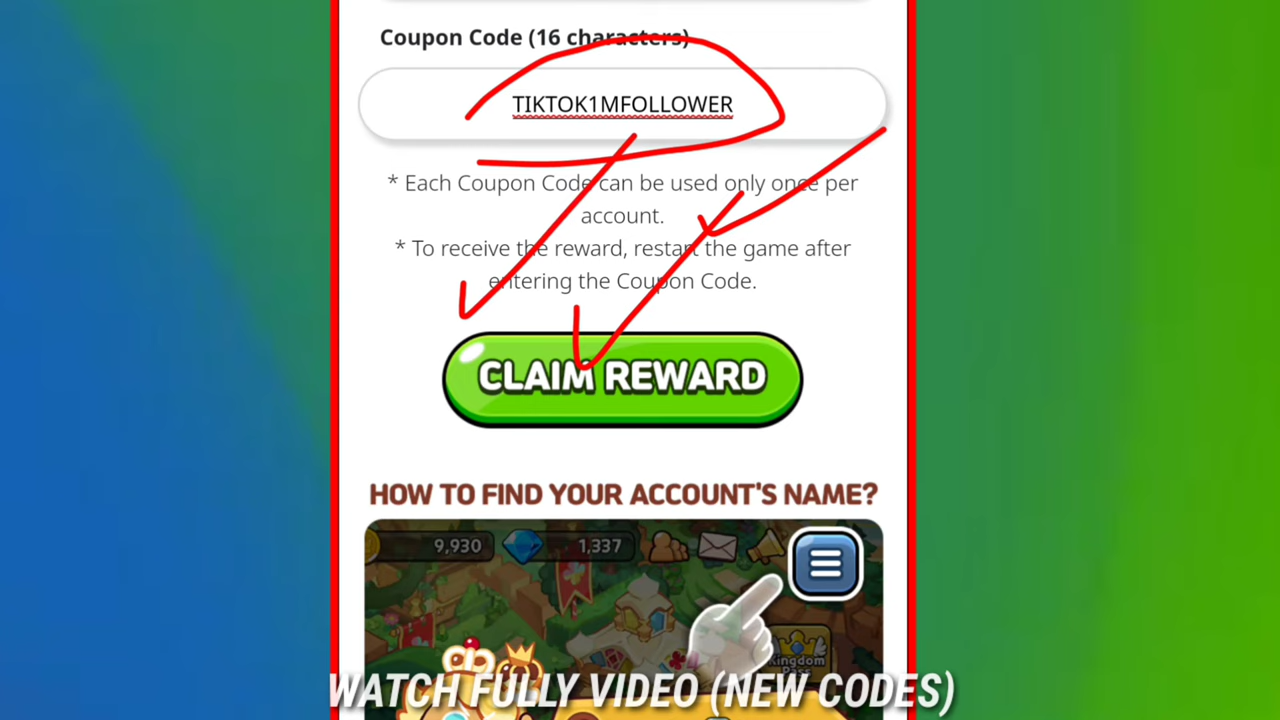 Coupon Code (16 characters)
TIKTOK1MFOLLOWER
* Each Coupon Code can be used only once per
account.
* To receive the reward, restart the game after
entering the Coupon Code.
CLAIM REWARD
HOW TO FIND YOUR ACCOUNT'S NAME?
9,930 1,337
Kingdom
Pass
WATCH FULLY VIDEO (NEW CODES)